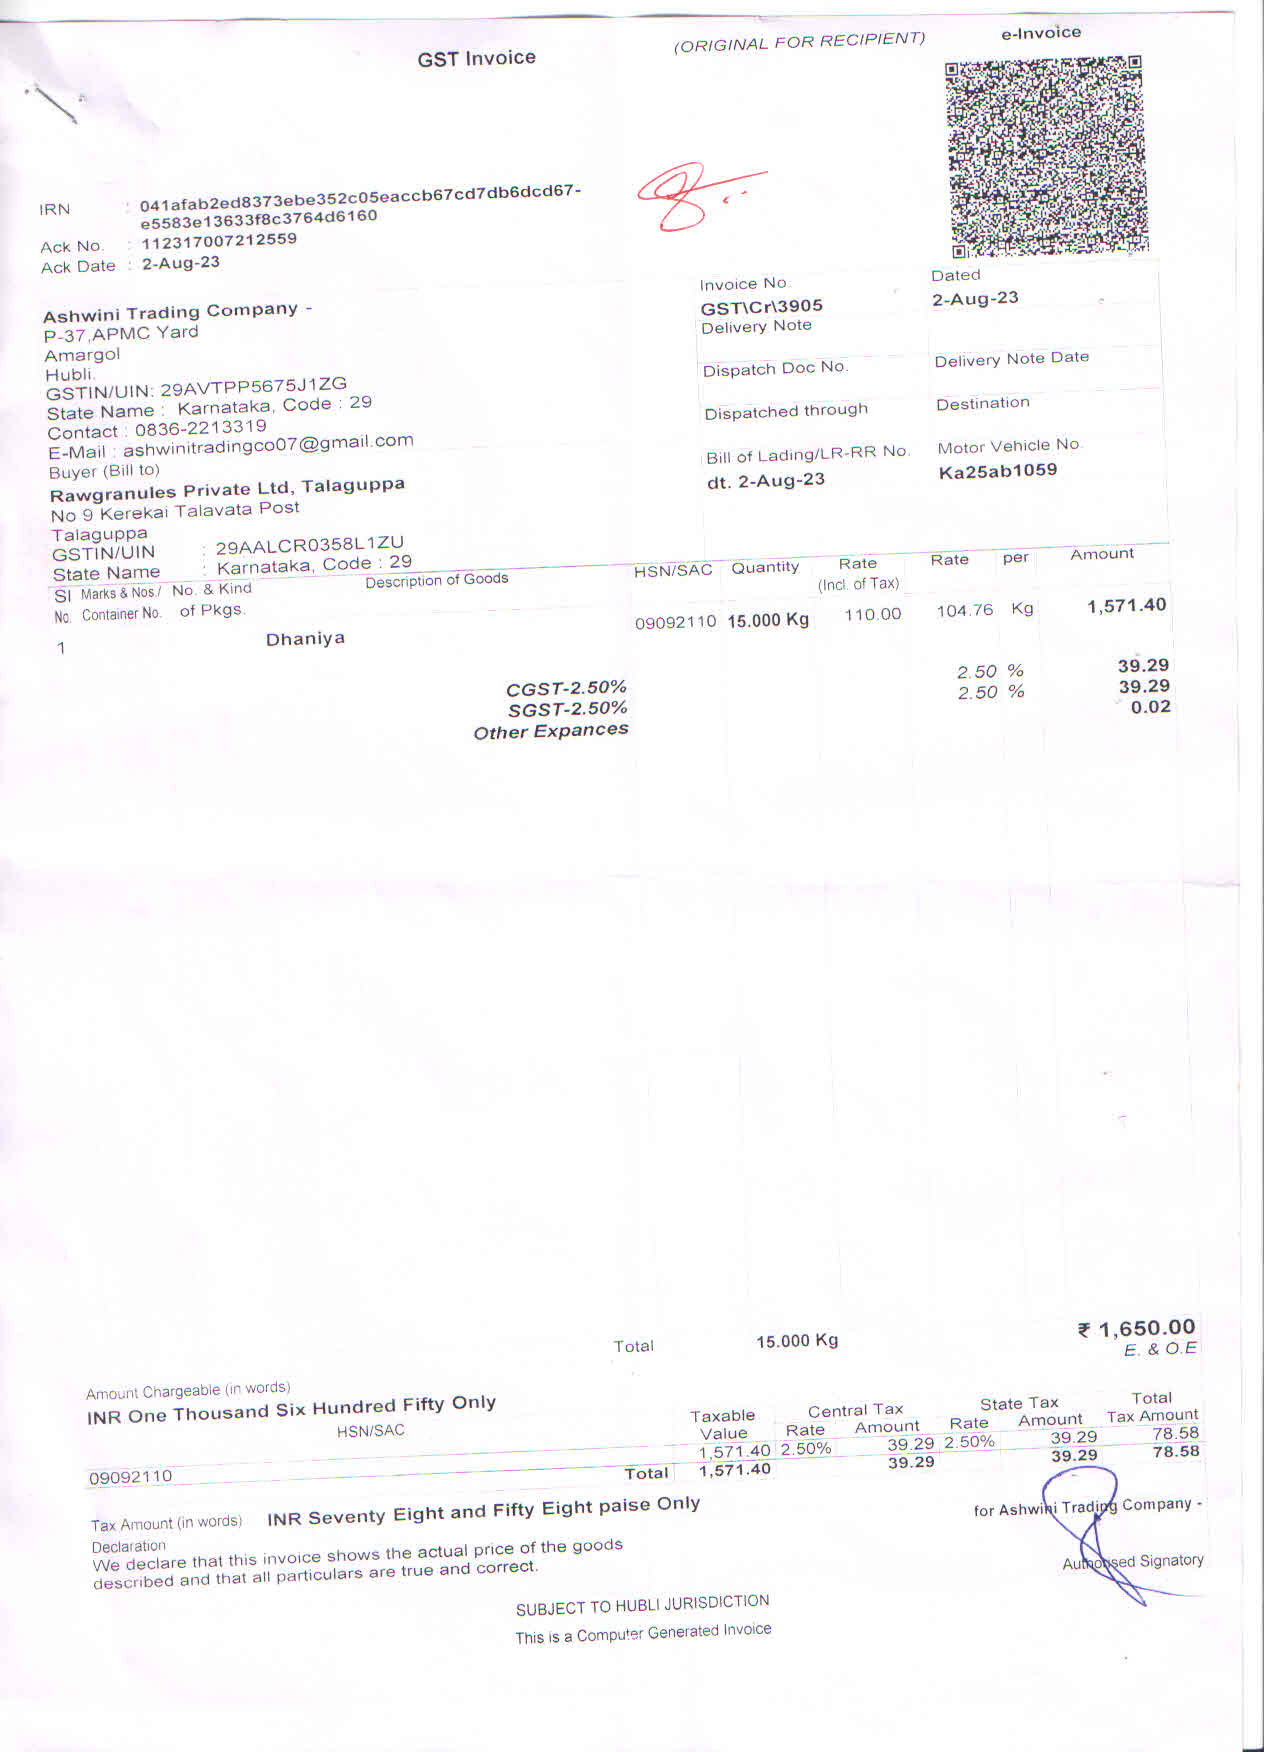 GST Invoice
(ORIGINAL FOR RECIPIENT)
e-Invoice
IRN : 041afab2ed8373ebe352c05eaccb67cd7db6dcd67-
e5583e13633f8c3764d6160
Ack No. : 112317007212559
Ack Date : 2-Aug-23
Ashwini Trading Company -
P-37,APMC Yard
Amargol
Hubli.
GSTIN/UIN: 29AVTPP5675J1ZG
State Name : Karnataka, Code : 29
Contact : 0836-2213319
E-Mail : ashwinitradingco07@gmail.com
Buyer (Bill to)
Rawgranules Private Ltd, Talaguppa
No 9 Kerekai Talavata Post
Talaguppa
GSTIN/UIN : 29AALCR0358L1ZU
State Name : Karnataka, Code : 29
Invoice No. Dated
GST\Cr\3905 2-Aug-23
Delivery Note
Dispatch Doc No. Delivery Note Date
Dispatched through Destination
Bill of Lading/LR-RR No. Motor Vehicle No.
dt. 2-Aug-23 Ka25ab1059
Sl Marks & Nos./ No. & Kind Description of Goods HSN/SAC Quantity Rate Rate per Amount
No. Container No. of Pkgs. (Incl. of Tax)
1 Dhaniya 09092110 15.000 Kg 110.00 104.76 Kg 1,571.40
CGST-2.50% 2.50 % 39.29
SGST-2.50% 2.50 % 39.29
Other Expances 0.02
Total 15.000 Kg ₹ 1,650.00
E. & O.E
Amount Chargeable (in words)
INR One Thousand Six Hundred Fifty Only
HSN/SAC Taxable Central Tax State Tax Total
Value Rate Amount Rate Amount Tax Amount
09092110 1,571.40 2.50% 39.29 2.50% 39.29 78.58
Total 1,571.40 39.29 39.29 78.58
Tax Amount (in words) INR Seventy Eight and Fifty Eight paise Only
Declaration
We declare that this invoice shows the actual price of the goods
described and that all particulars are true and correct.
for Ashwini Trading Company -
Authorised Signatory
SUBJECT TO HUBLI JURISDICTION
This is a Computer Generated Invoice